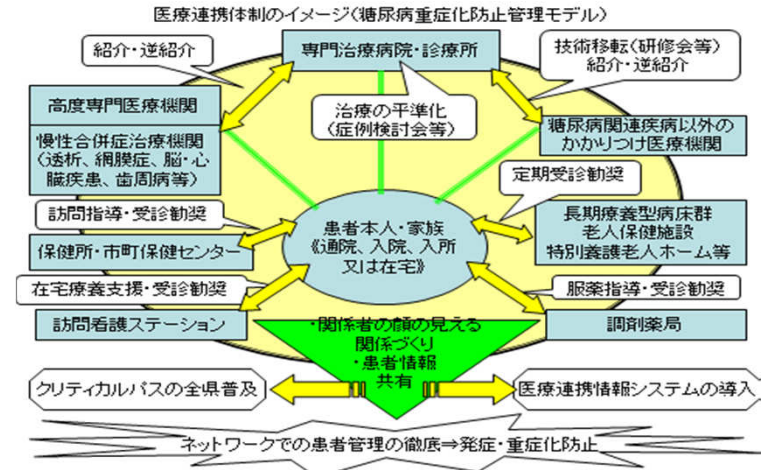 医療連携体制のイメージ(糖尿病重症化防止管理モデル)
紹介・逆紹介
専門治療病院・診療所
技術移転(研修会等)
紹介・逆紹介
高度専門医療機関
慢性合併症治療機関
(透析、網膜症、脳・心
臓疾患、歯周病等)
治療の平準化
(症例検討会等)
糖尿病関連疾病以外の
かかりつけ医療機関
定期受診勧奨
訪問指導・受診勧奨
患者本人・家族
《通院、入院、入所
又は在宅》
長期療養型病床群
老人保健施設
特別養護老人ホーム等
保健所・市町保健センター
在宅療養支援・受診勧奨
服薬指導・受診勧奨
訪問看護ステーション
・関係者の顔の見える
関係づくり
・患者情報
共有
調剤薬局
クリティカルパスの全県普及
医療連携情報システムの導入
ネットワークでの患者管理の徹底⇒発症・重症化防止